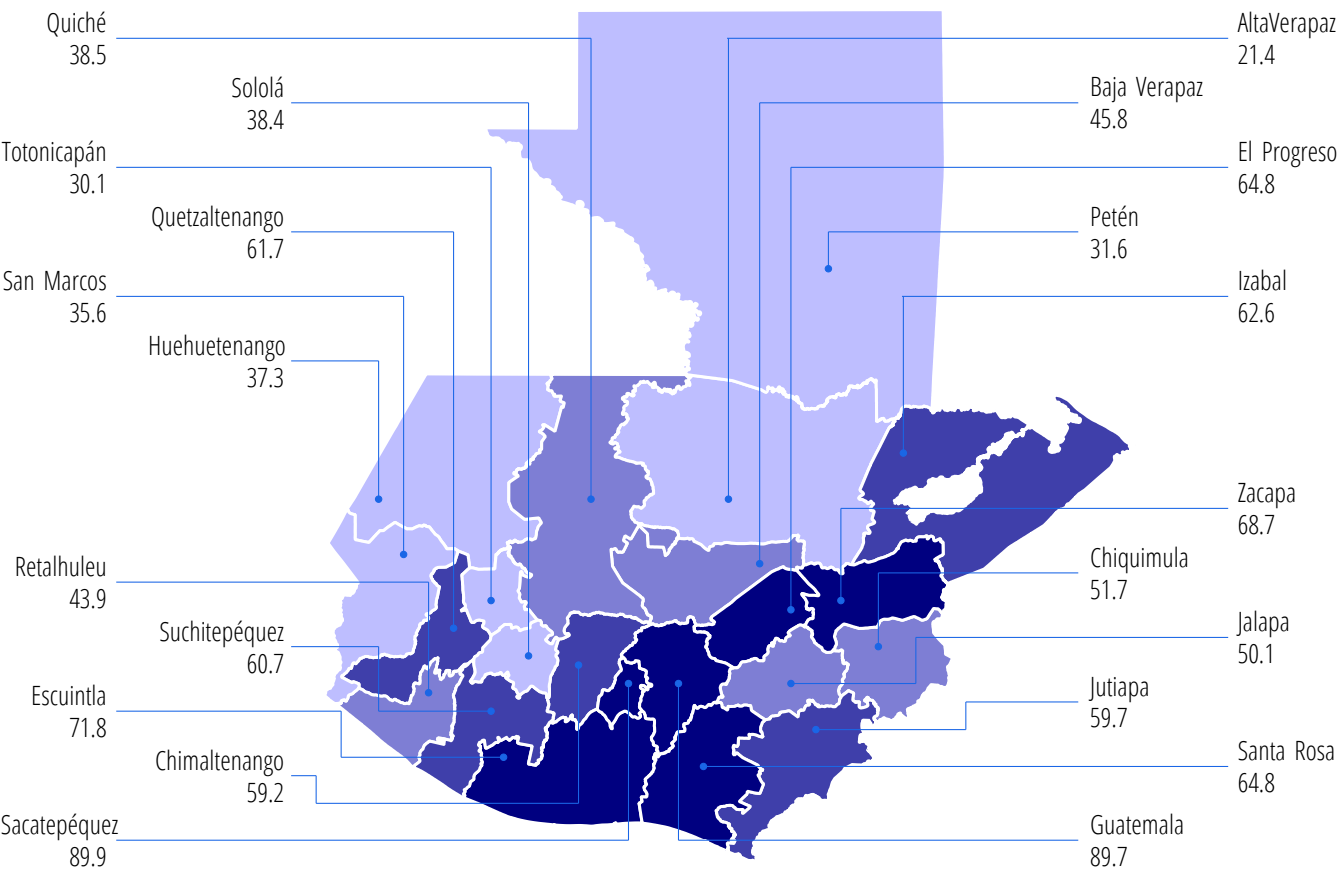 Quiché
38.5
Sololá
38.4
Totonicapán
30.1
Quetzaltenango
61.7
San Marcos
35.6
Huehuetenango
37.3
Retalhuleu
43.9
Suchitepéquez
60.7
Escuintla
71.8
Chimaltenango
59.2
Sacatepéquez
89.9
AltaVerapaz
21.4
Baja Verapaz
45.8
El Progreso
64.8
Petén
31.6
Izabal
62.6
Zacapa
68.7
Chiquimula
51.7
Jalapa
50.1
Jutiapa
59.7
Santa Rosa
64.8
Guatemala
89.7